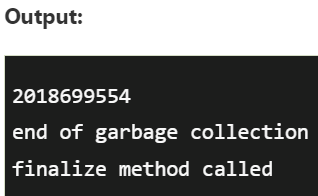 Output:
2018699554
end of garbage collection
finalize method called